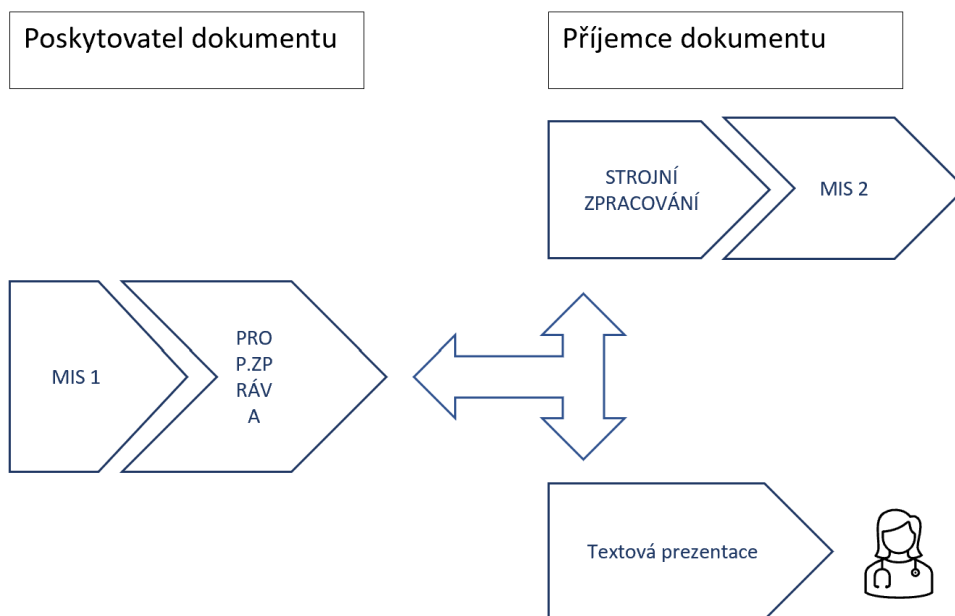 Poskytovatel dokumentu
Příjemce dokumentu
STROJNÍ
ZPRACOVÁNÍ
MIS 2
MIS 1
PRO
P.ZP
RÁV
A
Textová prezentace